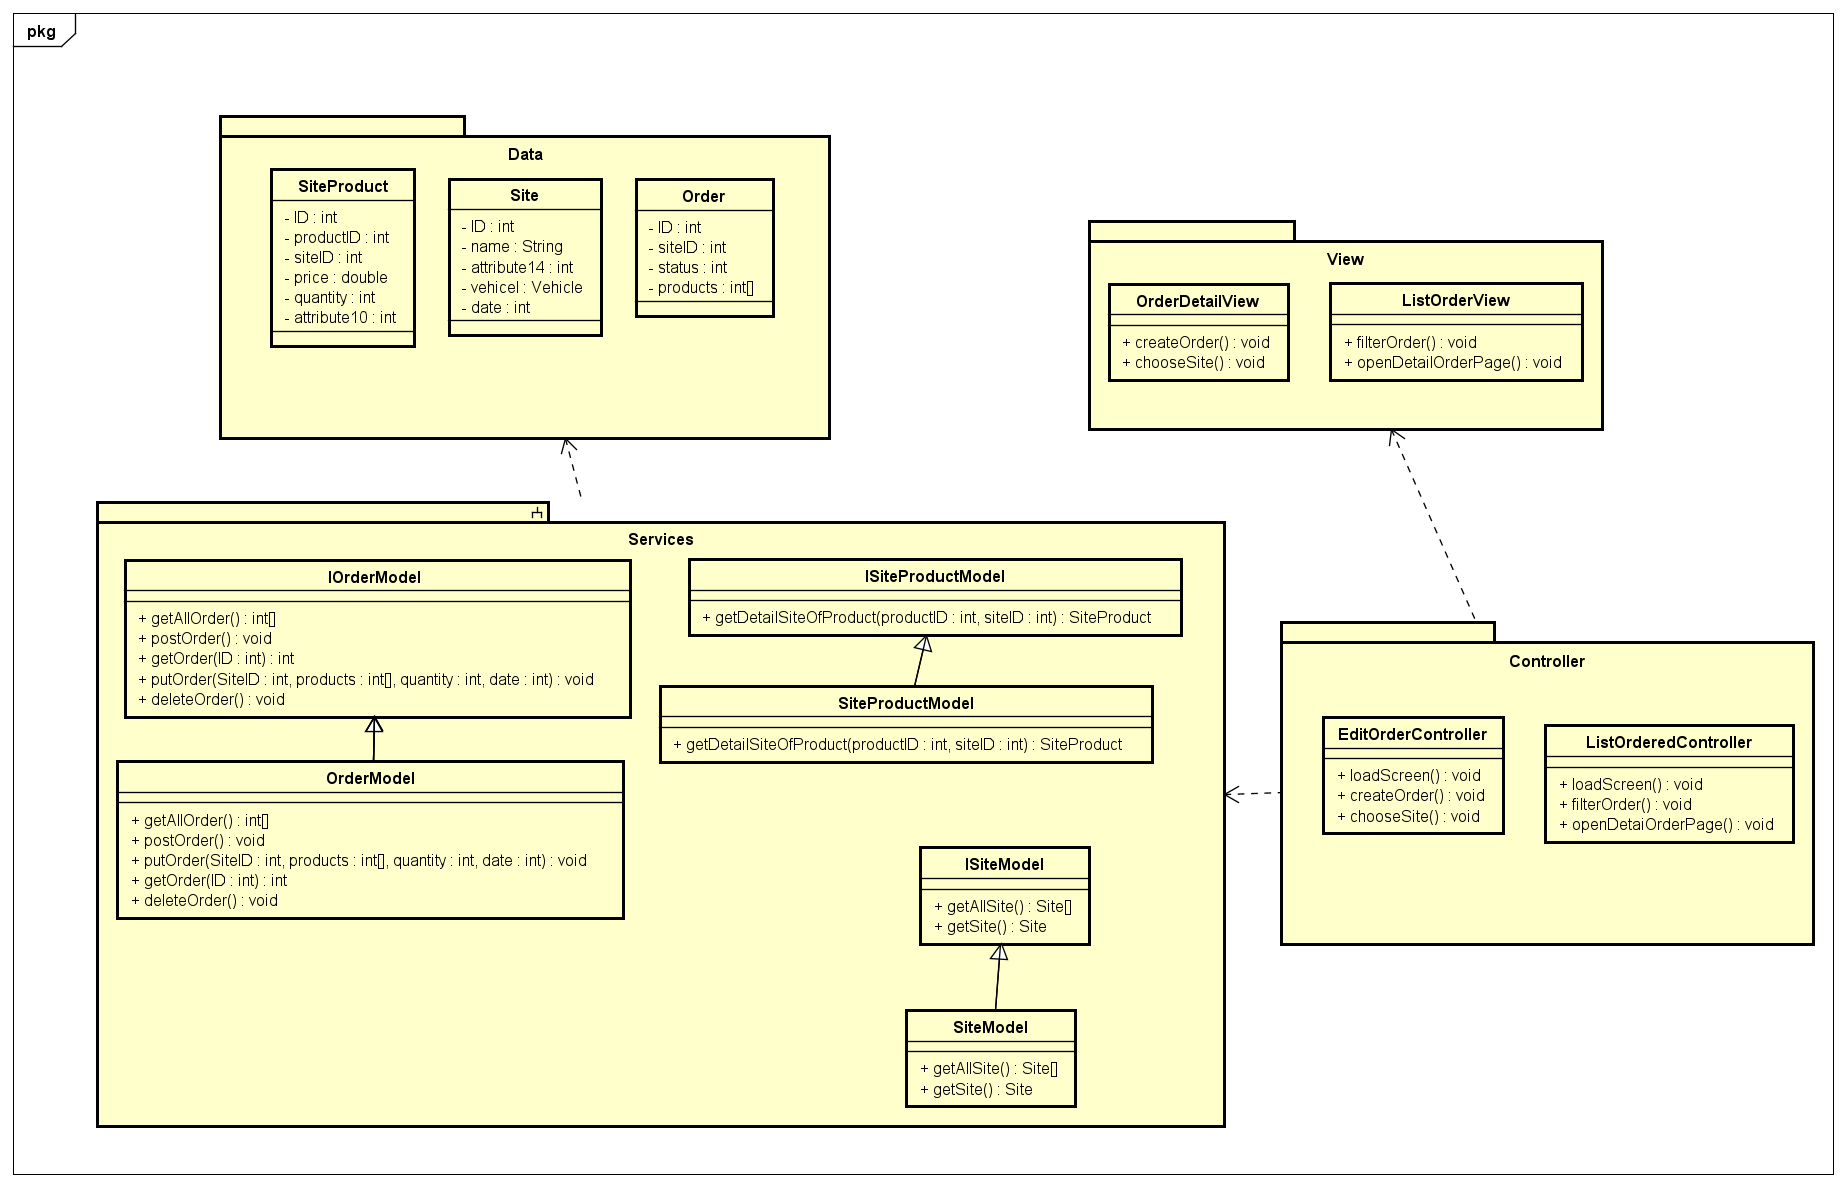 pkg
Data
SiteProduct
- ID : int
- productID : int
- siteID : int
- price : double
- quantity : int
- attribute10 : int
Site
- ID : int
- name : String
- attribute14 : int
- vehicel : Vehicle
- date : int
Order
- ID : int
- siteID : int
- status : int
- products : int[]
View
OrderDetailView
+ createOrder() : void
+ chooseSite() : void
ListOrderView
+ filterOrder() : void
+ openDetailOrderPage() : void
Services
IOrderModel
+ getAllOrder() : int[]
+ postOrder() : void
+ getOrder(ID : int) : int
+ putOrder(SiteID : int, products : int[], quantity : int, date : int) : void
+ deleteOrder() : void
ISiteProductModel
+ getDetailSiteOfProduct(productID : int, siteID : int) : SiteProduct
SiteProductModel
+ getDetailSiteOfProduct(productID : int, siteID : int) : SiteProduct
OrderModel
+ getAllOrder() : int[]
+ postOrder() : void
+ putOrder(SiteID : int, products : int[], quantity : int, date : int) : void
+ getOrder(ID : int) : int
+ deleteOrder() : void
ISiteModel
+ getAllSite() : Site[]
+ getSite() : Site
SiteModel
+ getAllSite() : Site[]
+ getSite() : Site
Controller
EditOrderController
+ loadScreen() : void
+ createOrder() : void
+ chooseSite() : void
ListOrderedController
+ loadScreen() : void
+ filterOrder() : void
+ openDetaiOrderPage() : void